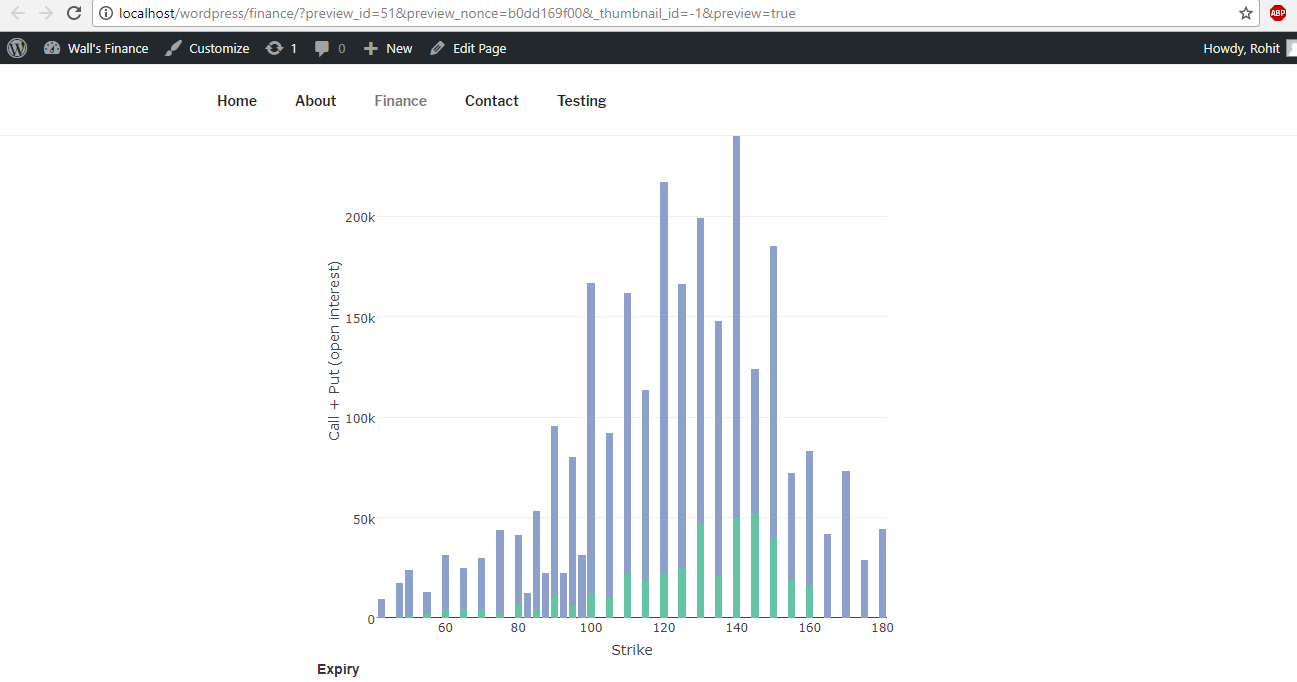 localhost/wordpress/finance/?preview_id=51&preview_nonce=b0dd169f00&_thumbnail_id=-1&preview=true
ABP
Wall's Finance Customize 1 0 New Edit Page Howdy, Rohit
Home About Finance Contact Testing
200k
150k
100k
50k
0
Call + Put (open interest)
60 80 100 120 140 160 180
Strike
Expiry